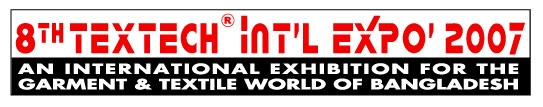 8TH TEXTECH® INT'L EXPO' 2007
AN INTERNATIONAL EXHIBITION FOR THE
GARMENT & TEXTILE WORLD OF BANGLADESH